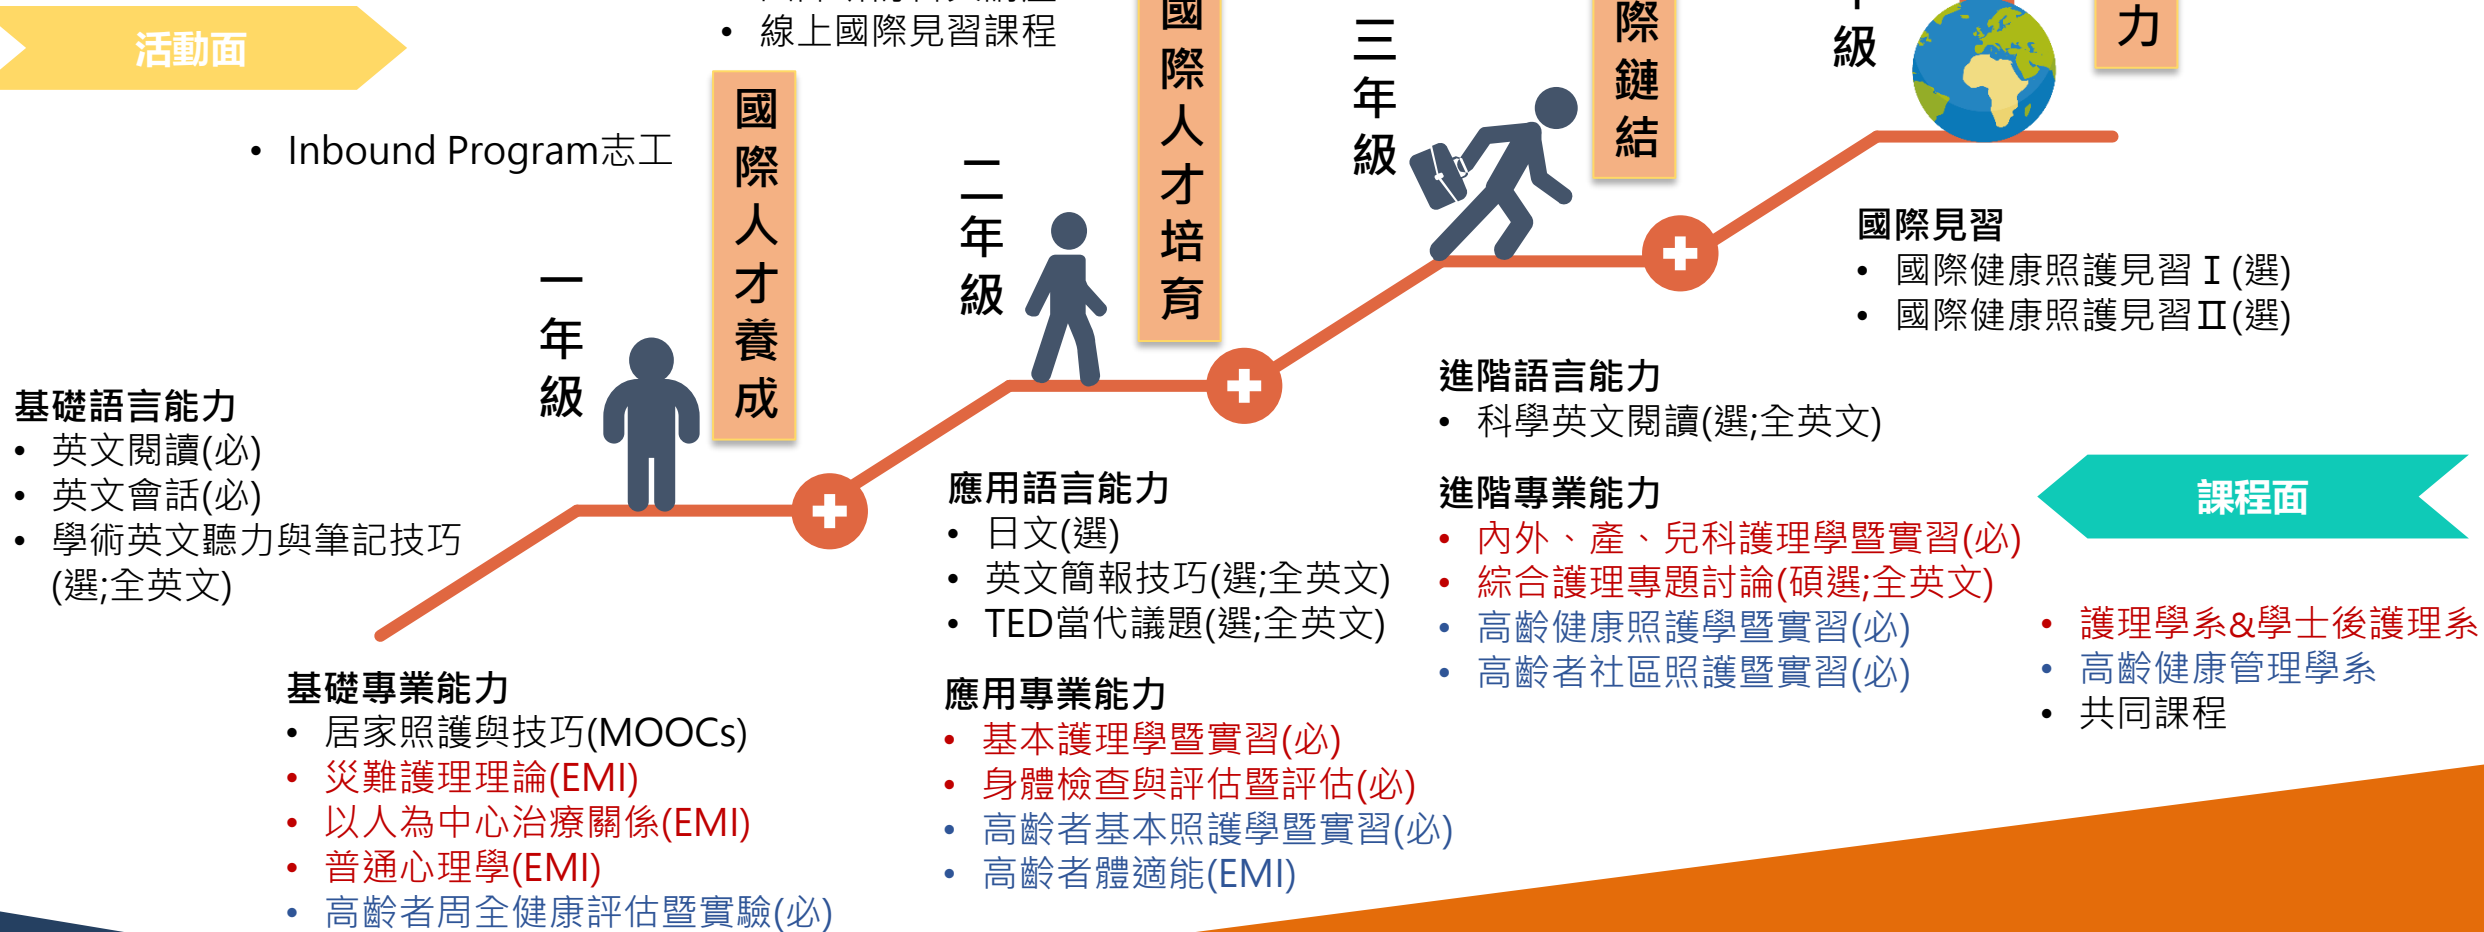 活動面
• 線上國際見習課程
• Inbound Program志工
一年級
國際人才養成
二年級
國際人才培育
三年級
際鏈結
級
力
基礎語言能力
• 英文閱讀(必)
• 英文會話(必)
• 學術英文聽力與筆記技巧
(選;全英文)
基礎專業能力
• 居家照護與技巧(MOOCs)
• 災難護理理論(EMI)
• 以人為中心治療關係(EMI)
• 普通心理學(EMI)
• 高齡者周全健康評估暨實驗(必)
應用語言能力
• 日文(選)
• 英文簡報技巧(選;全英文)
• TED當代議題(選;全英文)
應用專業能力
• 基本護理學暨實習(必)
• 身體檢查與評估暨評估(必)
• 高齡者基本照護學暨實習(必)
• 高齡者體適能(EMI)
進階語言能力
• 科學英文閱讀(選;全英文)
進階專業能力
• 內外、產、兒科護理學暨實習(必)
• 綜合護理專題討論(碩選;全英文)
• 高齡健康照護學暨實習(必)
• 高齡者社區照護暨實習(必)
國際見習
• 國際健康照護見習Ⅰ(選)
• 國際健康照護見習Ⅱ(選)
課程面
• 護理學系&學士後護理系
• 高齡健康管理學系
• 共同課程